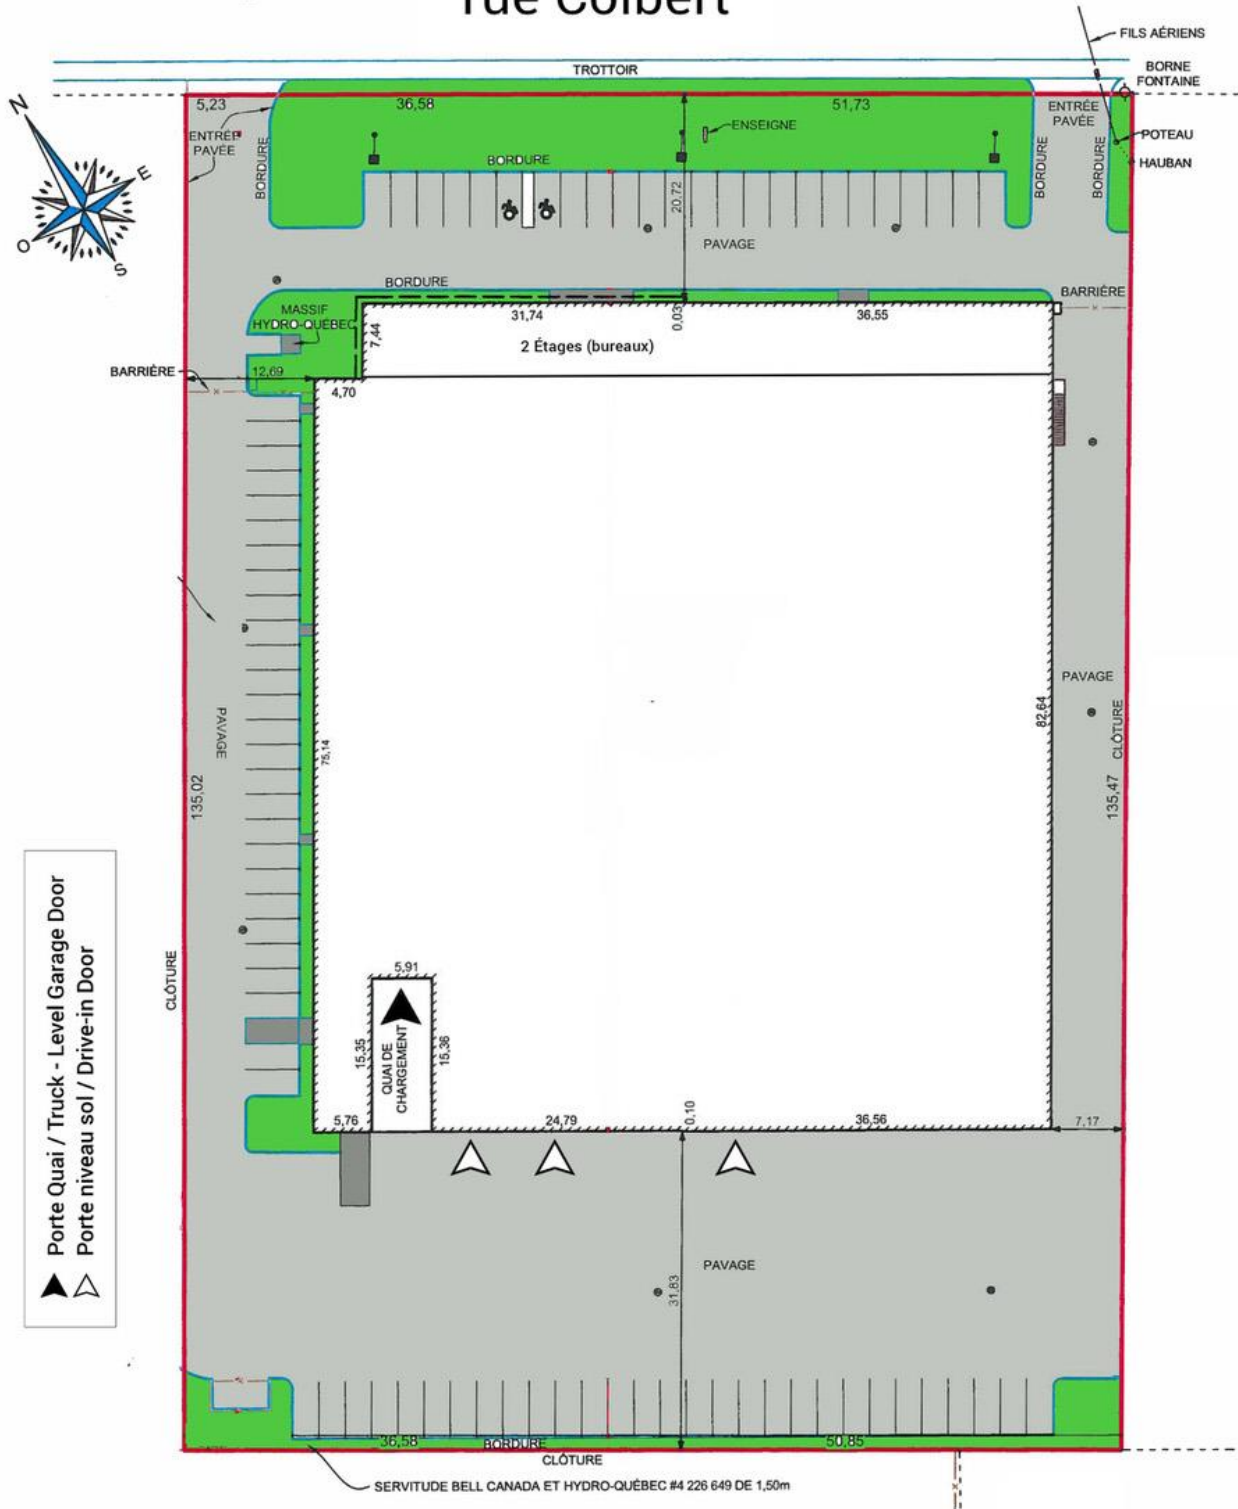 rue Colbert
FILS AÉRIENS
TROTTOIR
BORNE
FONTAINE
N
E
S
O
5,23
36,58
51,73
ENTRÉE
PAVÉE
BORDURE
ENSEIGNE
BORDURE
ENTRÉE
PAVÉE
BORDURE
BORDURE
POTEAU
HAUBAN
20,72
PAVAGE
BORDURE
BARRIÈRE
MASSIF
HYDRO-QUÉBEC
7,44
31,74
0,03
36,55
2 Étages (bureaux)
BARRIÈRE
12,69
4,70
PAVAGE
75,14
82,64
PAVAGE
CLÔTURE
135,02
135,47
CLÔTURE
5,91
15,35
QUAI DE
CHARGEMENT
15,36
5,76
24,79
0,10
36,56
7,17
Porte Quai / Truck - Level Garage Door
Porte niveau sol / Drive-in Door
PAVAGE
31,83
36,58
BORDURE
50,85
CLÔTURE
SERVITUDE BELL CANADA ET HYDRO-QUÉBEC #4 226 649 DE 1,50m